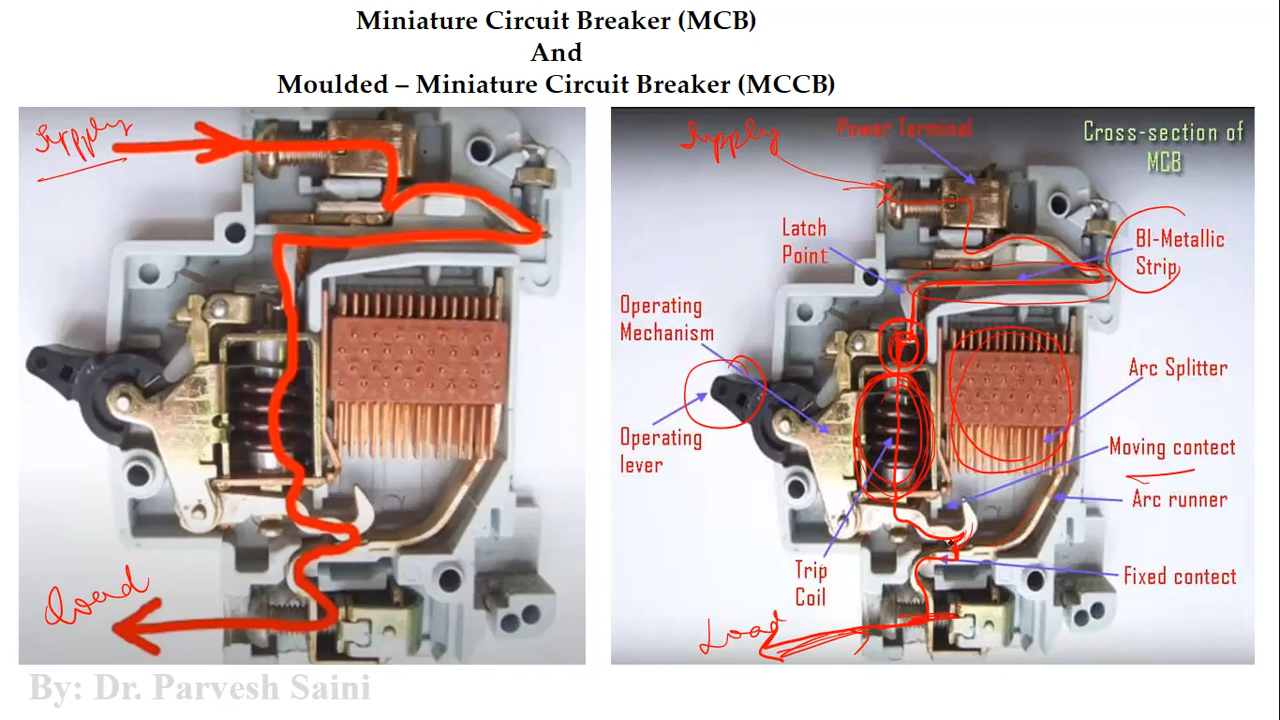 Miniature Circuit Breaker (MCB)
And
Moulded – Miniature Circuit Breaker (MCCB)
Supply
Load
Supply
Power Terminal
Cross-section of
MCB
Latch
Point
BI-Metallic
Strip
Operating
Mechanism
Arc Splitter
Operating
lever
Moving contect
Arc runner
Trip
Coil
Fixed contect
Load
By: Dr. Parvesh Saini